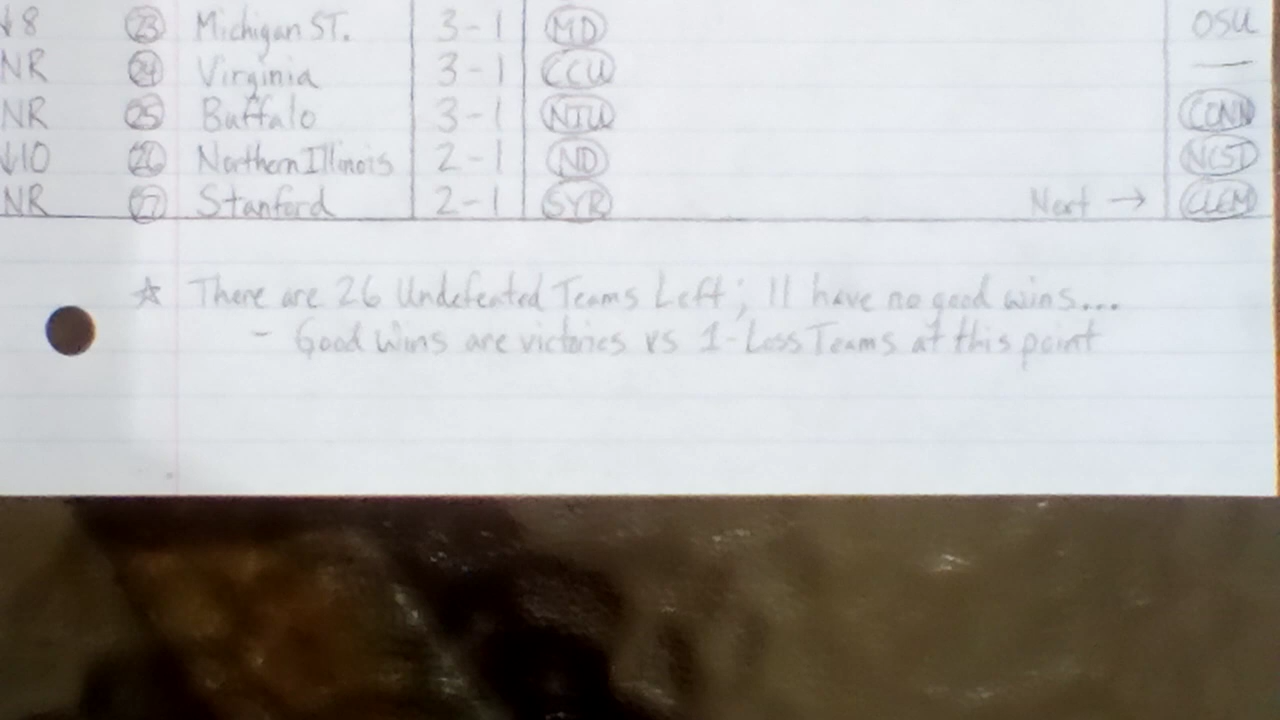 ↓8 23 Michigan ST. 3-1 MD OSU
NR 24 Virginia 3-1 CCU —
NR 25 Buffalo 3-1 NIU CONN
↓10 26 Northern Illinois 2-1 ND NCST
NR 27 Stanford 2-1 SYR Next → CLEM
☆ There are 26 Undefeated Teams Left; 11 have no good wins...
- Good Wins are victories vs 1-Loss Teams at this point